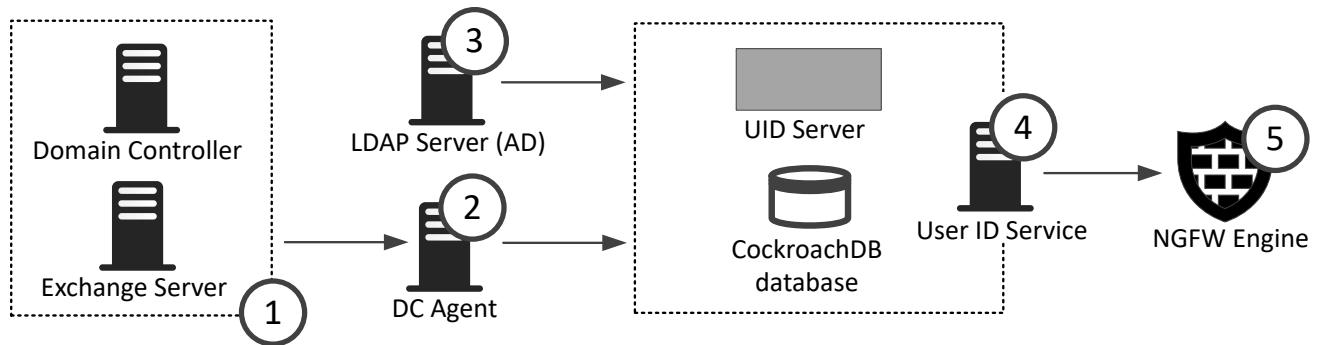 3
4
5
Domain Controller
LDAP Server (AD)
UID Server
2
User ID Service
NGFW Engine
CockroachDB
database
Exchange Server
1
DC Agent